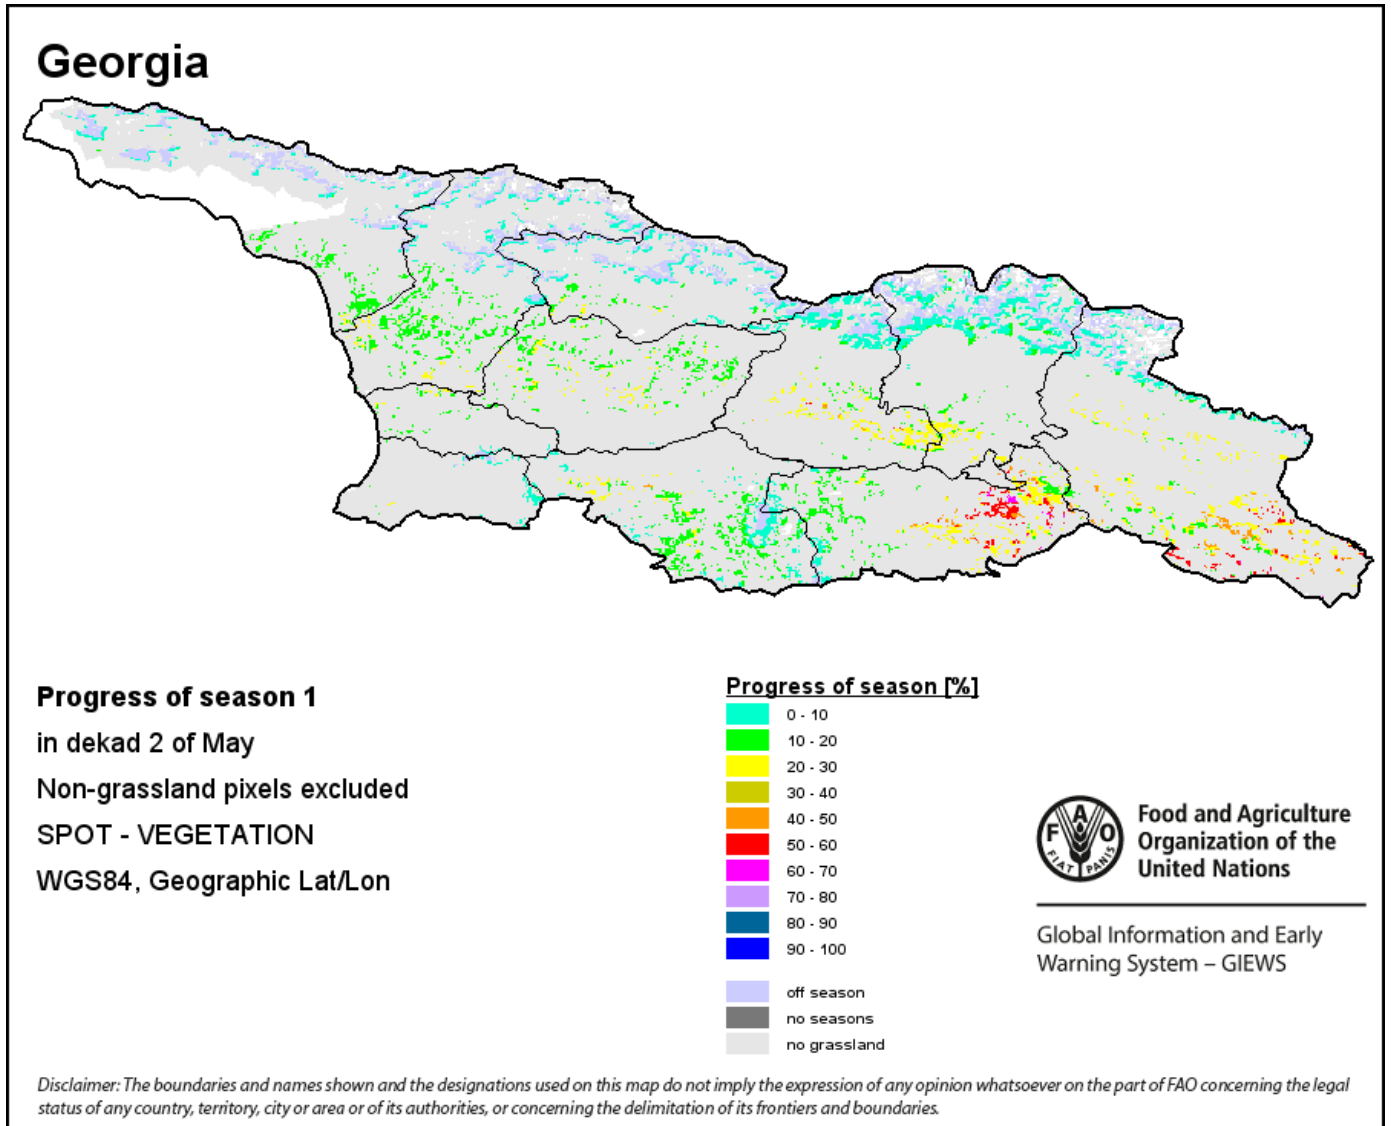 Georgia
Progress of season 1
in dekad 2 of May
Non-grassland pixels excluded
SPOT - VEGETATION
WGS84, Geographic Lat/Lon
Progress of season [%]
0 - 10
10 - 20
20 - 30
30 - 40
40 - 50
50 - 60
60 - 70
70 - 80
80 - 90
90 - 100
off season
no seasons
no grassland
F A O
FIAT PANIS
Food and Agriculture
Organization of the
United Nations
Global Information and Early
Warning System – GIEWS
Disclaimer: The boundaries and names shown and the designations used on this map do not imply the expression of any opinion whatsoever on the part of FAO concerning the legal
status of any country, territory, city or area or of its authorities, or concerning the delimitation of its frontiers and boundaries.